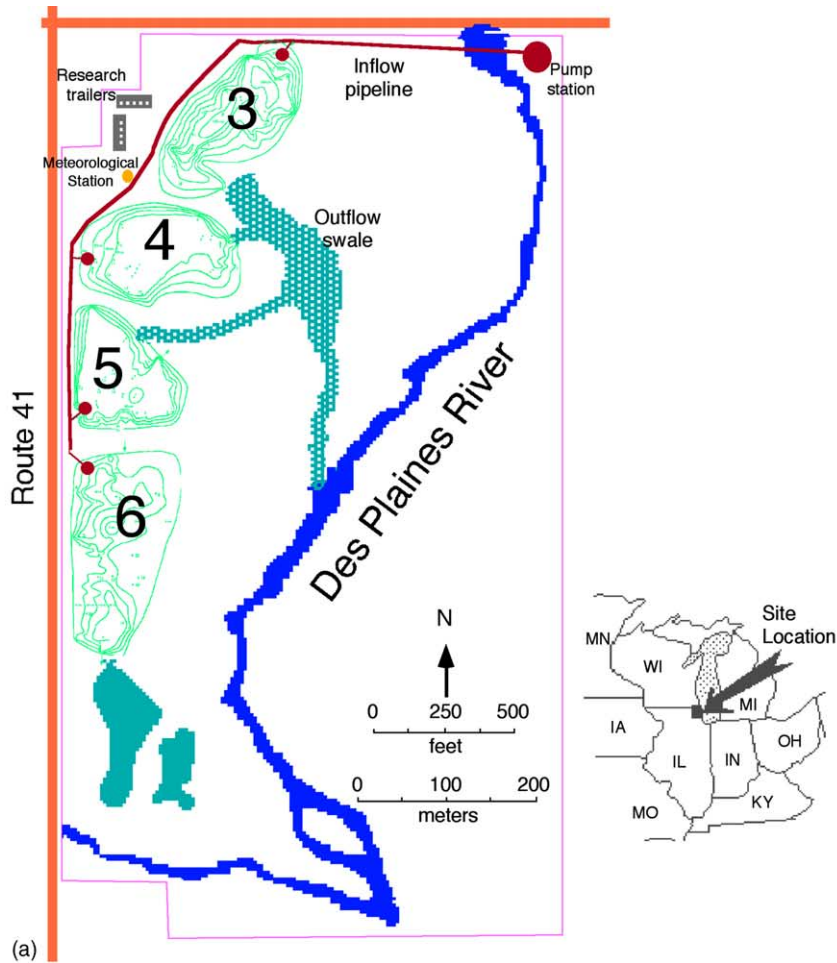 Research
trailers
Inflow
pipeline
Pump
station
3
Meteorological
Station
4
Outflow
swale
5
Route 41
Des Plaines River
6
N
0 250 500
feet
0 100 200
meters
Site
Location
MN
WI
MI
IA
IL
IN
OH
MO
KY
(a)